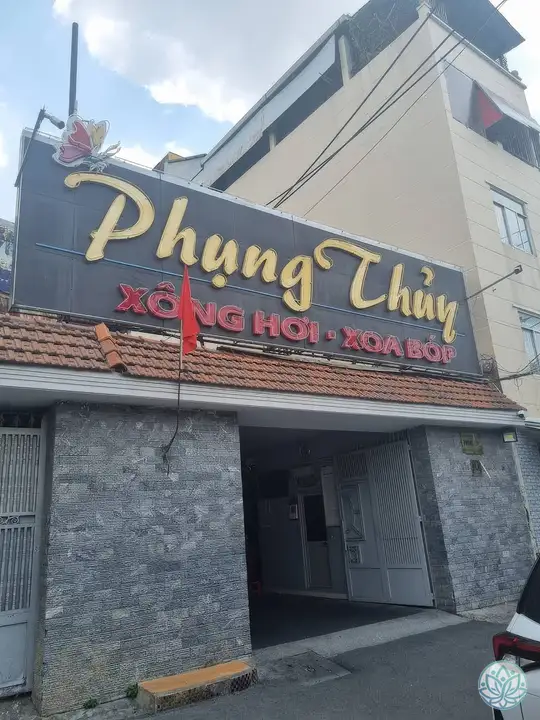 Phụng Thủy
XÔNG HƠI · XOA BÓP